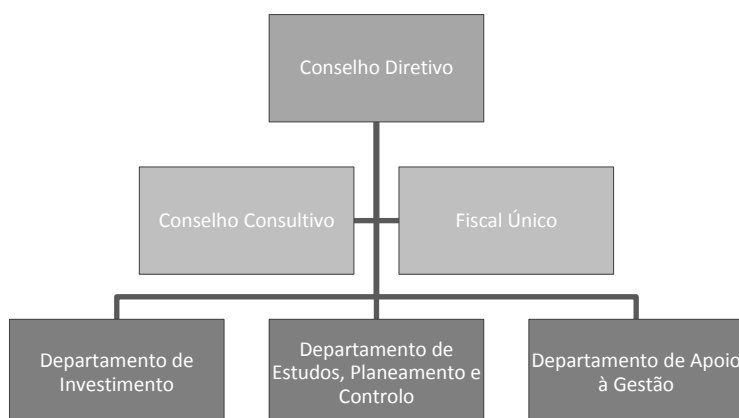 Conselho Diretivo
Conselho Consultivo
Fiscal Único
Departamento de
Investimento
Departamento de
Estudos, Planeamento e
Controlo
Departamento de Apoio
à Gestão